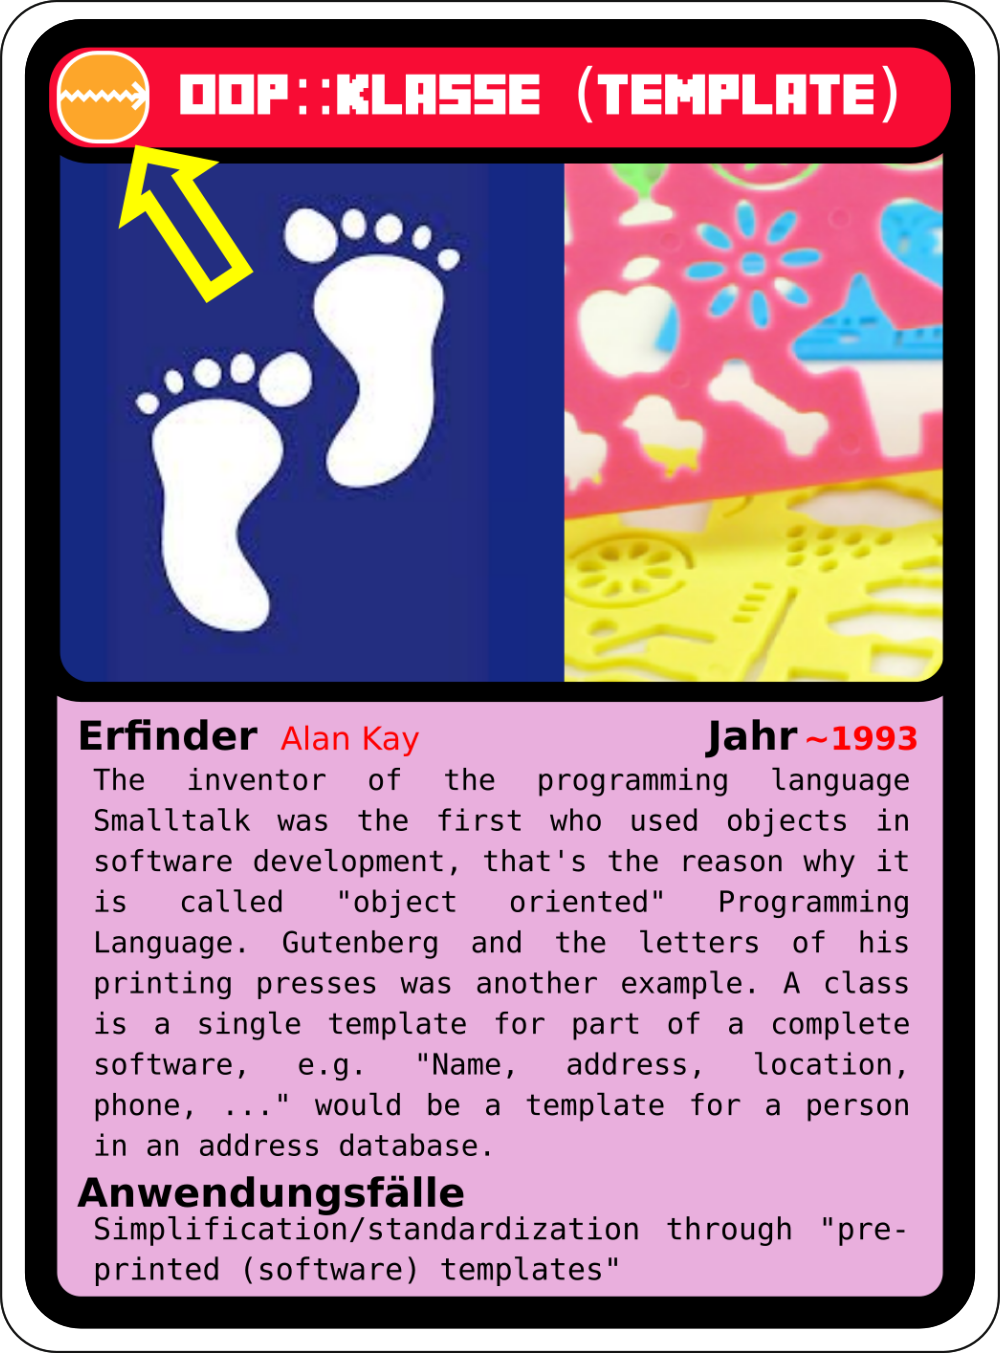 OOP::KLASSE (TEMPLATE)
Erfinder Alan Kay Jahr ~1993
The inventor of the programming language
Smalltalk was the first who used objects in
software development, that's the reason why it
is called "object oriented" Programming
Language. Gutenberg and the letters of his
printing presses was another example. A class
is a single template for part of a complete
software, e.g. "Name, address, location,
phone, ..." would be a template for a person
in an address database.
Anwendungsfälle
Simplification/standardization through "pre-
printed (software) templates"